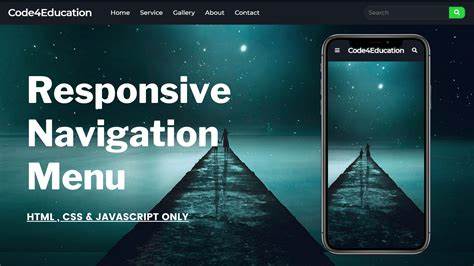 Code4Education Home Service Gallery About Contact Search
Code4Education
Responsive
Navigation
Menu
HTML , CSS & JAVASCRIPT ONLY